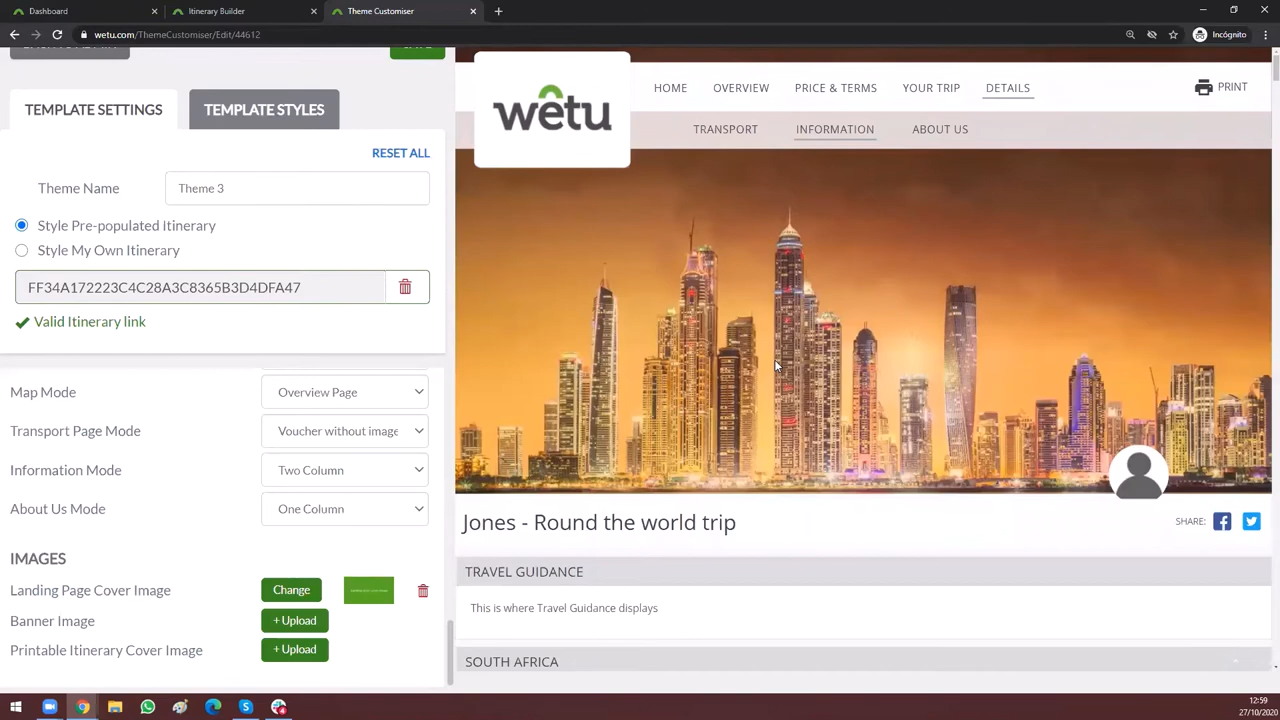 Dashboard
Itinerary Builder
Theme Customiser
wetu.com/ThemeCustomiser/Edit/44612
Incógnito
TEMPLATE SETTINGS
TEMPLATE STYLES
RESET ALL
Theme Name
Theme 3
Style Pre-populated Itinerary
Style My Own Itinerary
FF34A172223C4C28A3C8365B3D4DFA47
Valid Itinerary link
Map Mode
Overview Page
Transport Page Mode
Voucher without image
Information Mode
Two Column
About Us Mode
One Column
IMAGES
Landing Page Cover Image
Change
Banner Image
+ Upload
Printable Itinerary Cover Image
+ Upload
wetu
HOME
OVERVIEW
PRICE & TERMS
YOUR TRIP
DETAILS
PRINT
TRANSPORT
INFORMATION
ABOUT US
Jones - Round the world trip
SHARE:
TRAVEL GUIDANCE
This is where Travel Guidance displays
SOUTH AFRICA
12:59
27/10/2020